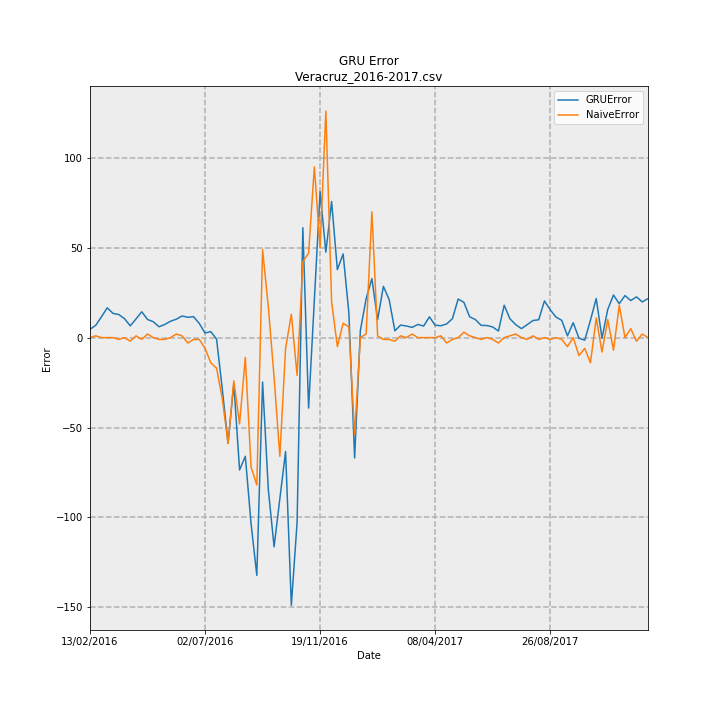 GRU Error
Veracruz_2016-2017.csv
GRUError
NaiveError
100
50
0
−50
−100
−150
Error
13/02/2016
02/07/2016
19/11/2016
08/04/2017
26/08/2017
Date